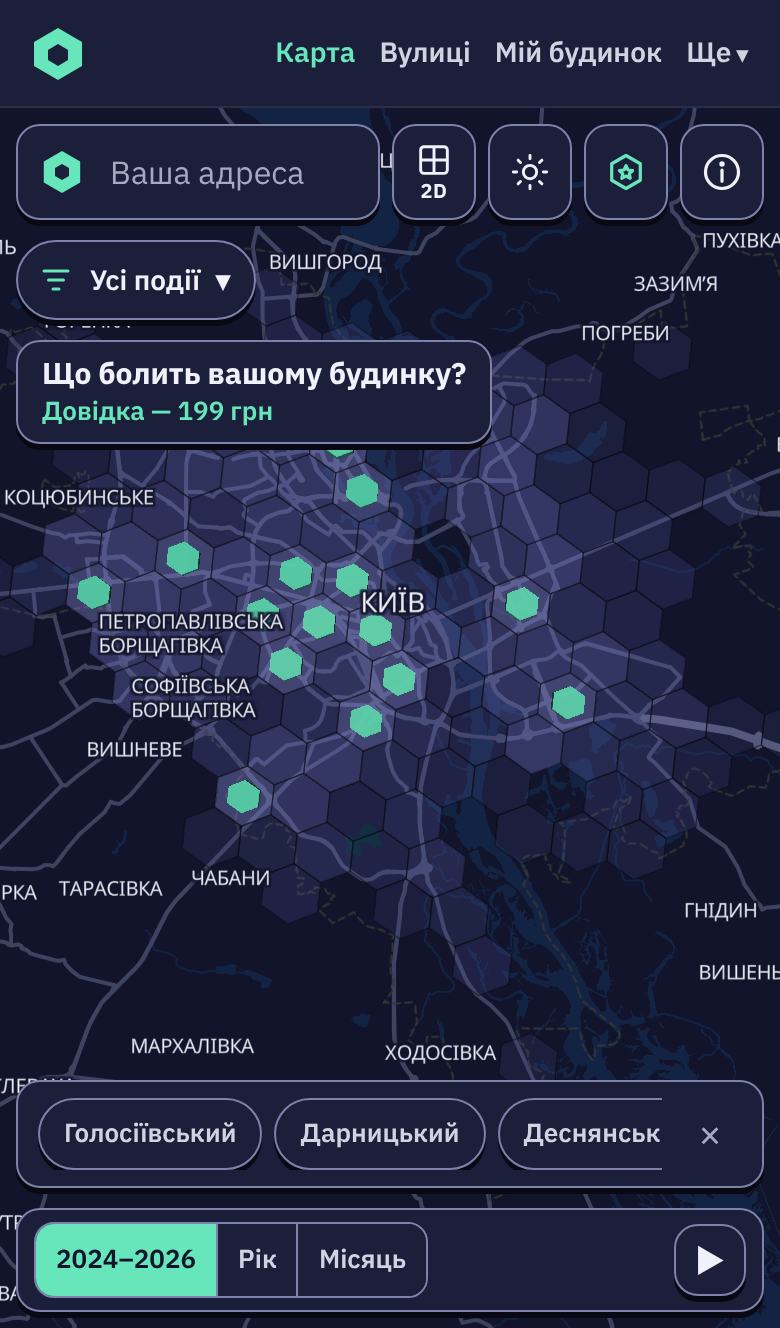 Карта Вулиці Мій будинок Ще ▾
Ваша адреса
2D
ПУХІВКА
Усі події ▼
ВИШГОРОД
ЗАЗИМ'Я
ПОГРЕБИ
Що болить вашому будинку?
Довідка — 199 грн
КОЦЮБИНСЬКЕ
КИЇВ
ПЕТРОПАВЛІВСЬКА
БОРЩАГІВКА
СОФІЇВСЬКА
БОРЩАГІВКА
ВИШНЕВЕ
ЧАБАНИ
РКА ТАРАСІВКА
ГНІДИН
ВИШЕНЬ
МАРХАЛІВКА
ХОДОСІВКА
Голосіївський Дарницький Деснянськ ×
2024–2026 Рік Місяць